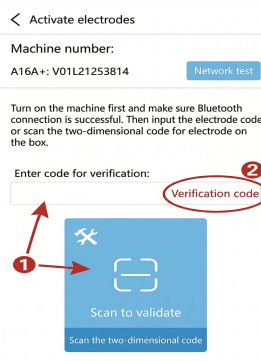 Activate electrodes
Machine number:
A16A+: V01L21253814
Network test
Turn on the machine first and make sure Bluetooth
connection is successful. Then input the electrode code
or scan the two-dimensional code for electrode on
the box.
2
Enter code for verification:
Verification code
1
Scan to validate
Scan the two-dimensional code